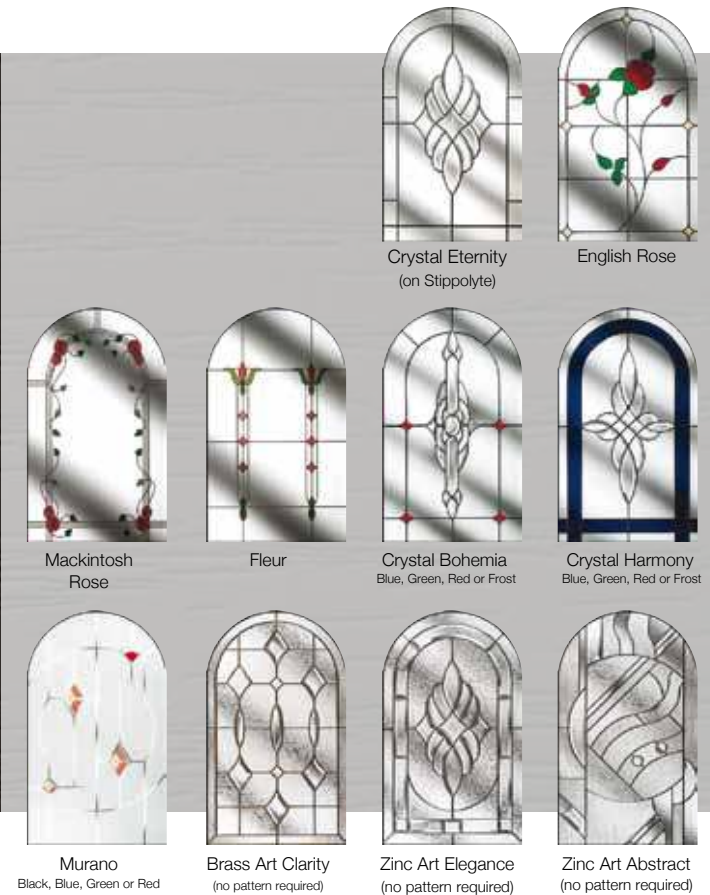 Crystal Eternity
(on Stippolyte)
English Rose
Mackintosh
Rose
Fleur
Crystal Bohemia
Blue, Green, Red or Frost
Crystal Harmony
Blue, Green, Red or Frost
Murano
Black, Blue, Green or Red
Brass Art Clarity
(no pattern required)
Zinc Art Elegance
(no pattern required)
Zinc Art Abstract
(no pattern required)